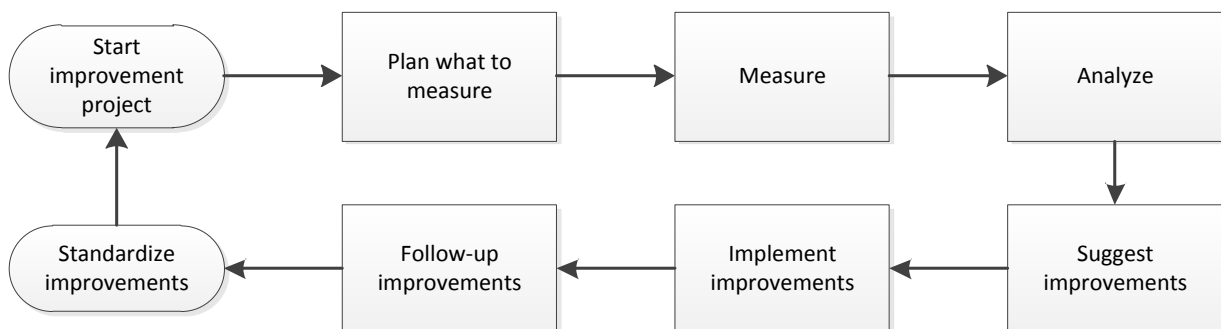 Start
improvement
project
Plan what to
measure
Measure
Analyze
Suggest
improvements
Implement
improvements
Follow-up
improvements
Standardize
improvements